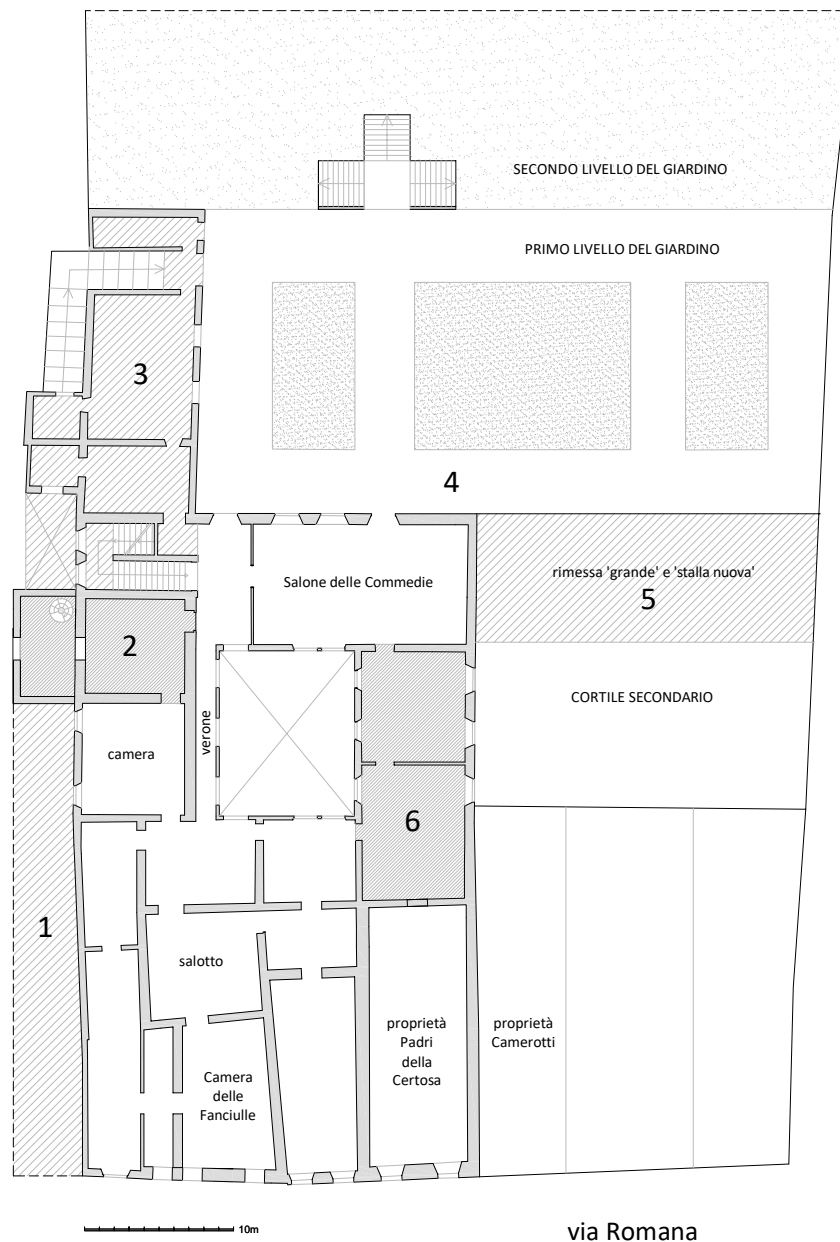 SECONDO LIVELLO DEL GIARDINO
PRIMO LIVELLO DEL GIARDINO
3
4
Salone delle Commedie
rimessa 'grande' e 'stalla nuova'
5
2
CORTILE SECONDARIO
verone
camera
6
1
salotto
proprietà
Padri
della
Certosa
proprietà
Camerotti
Camera
delle
Fanciulle
10m
via Romana